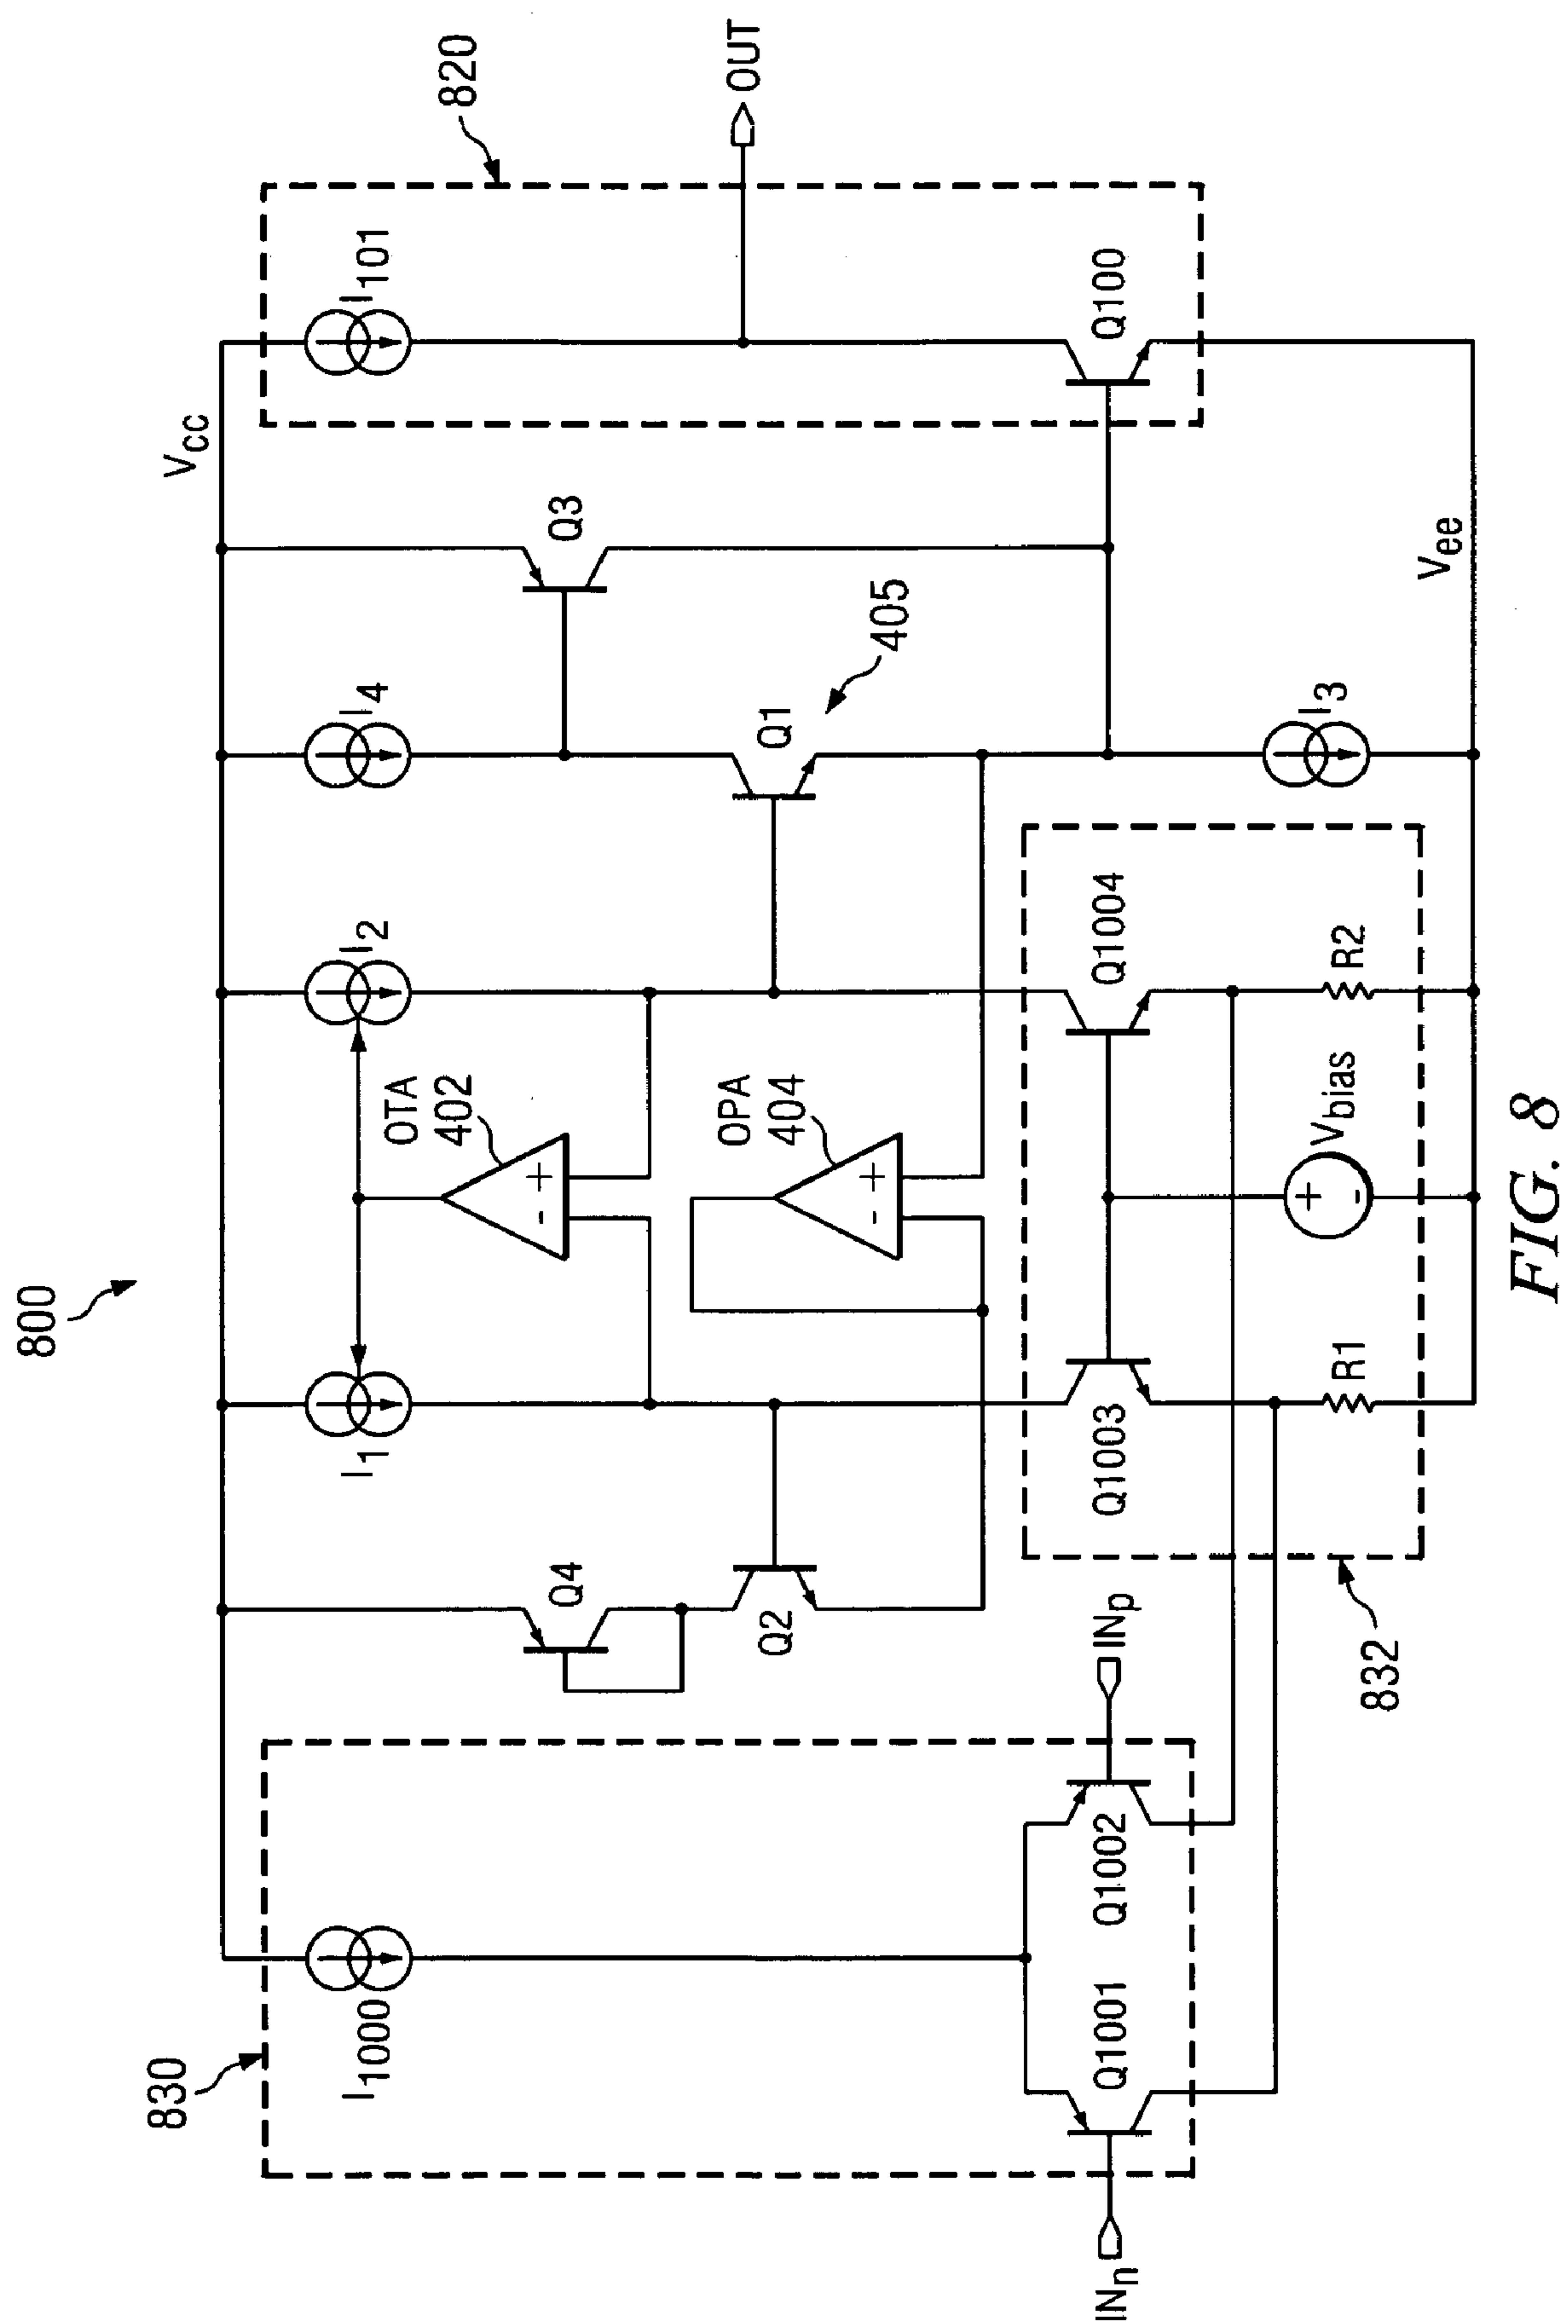 800
830
I1000
INn
Q1001
Q1002
INp
Q4
Q2
I1
OTA
402
I2
I4
Q3
Vcc
I101
820
OUT
OPA
404
Q1
405
Q100
Q1003
Q1004
R1
Vbias
R2
I3
Vee
832
+
-
+
-
+
-
FIG. 8